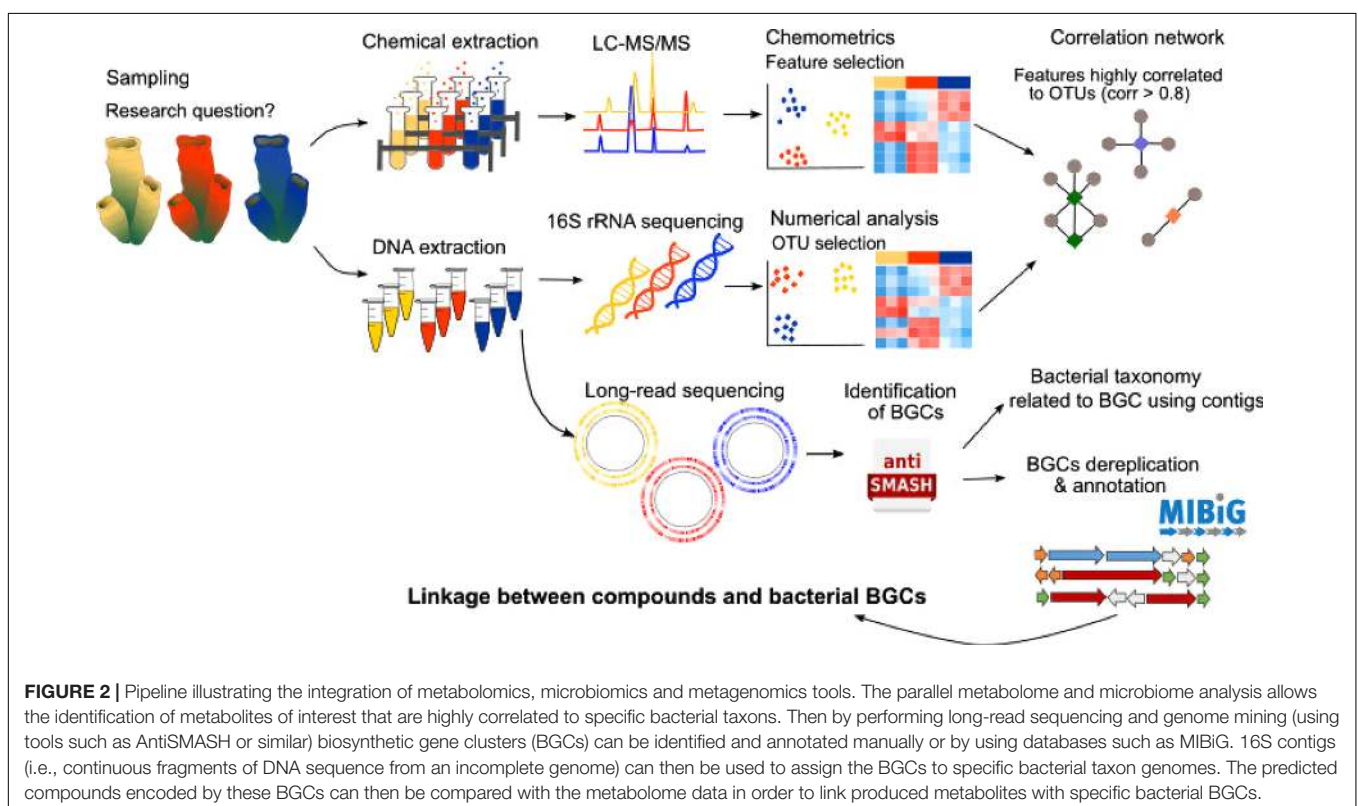 Chemical extraction
LC-MS/MS
Chemometrics
Feature selection
Correlation network
Features highly correlated
to OTUs (corr > 0.8)
Sampling
Research question?
DNA extraction
16S rRNA sequencing
Numerical analysis
OTU selection
Long-read sequencing
Identification
of BGCs
anti
SMASH
Bacterial taxonomy
related to BGC using contigs
BGCs dereplication
& annotation
MIBiG
Linkage between compounds and bacterial BGCs
FIGURE 2 | Pipeline illustrating the integration of metabolomics, microbiomics and metagenomics tools. The parallel metabolome and microbiome analysis allows
the identification of metabolites of interest that are highly correlated to specific bacterial taxons. Then by performing long-read sequencing and genome mining (using
tools such as AntiSMASH or similar) biosynthetic gene clusters (BGCs) can be identified and annotated manually or by using databases such as MIBiG. 16S contigs
(i.e., continuous fragments of DNA sequence from an incomplete genome) can then be used to assign the BGCs to specific bacterial taxon genomes. The predicted
compounds encoded by these BGCs can then be compared with the metabolome data in order to link produced metabolites with specific bacterial BGCs.